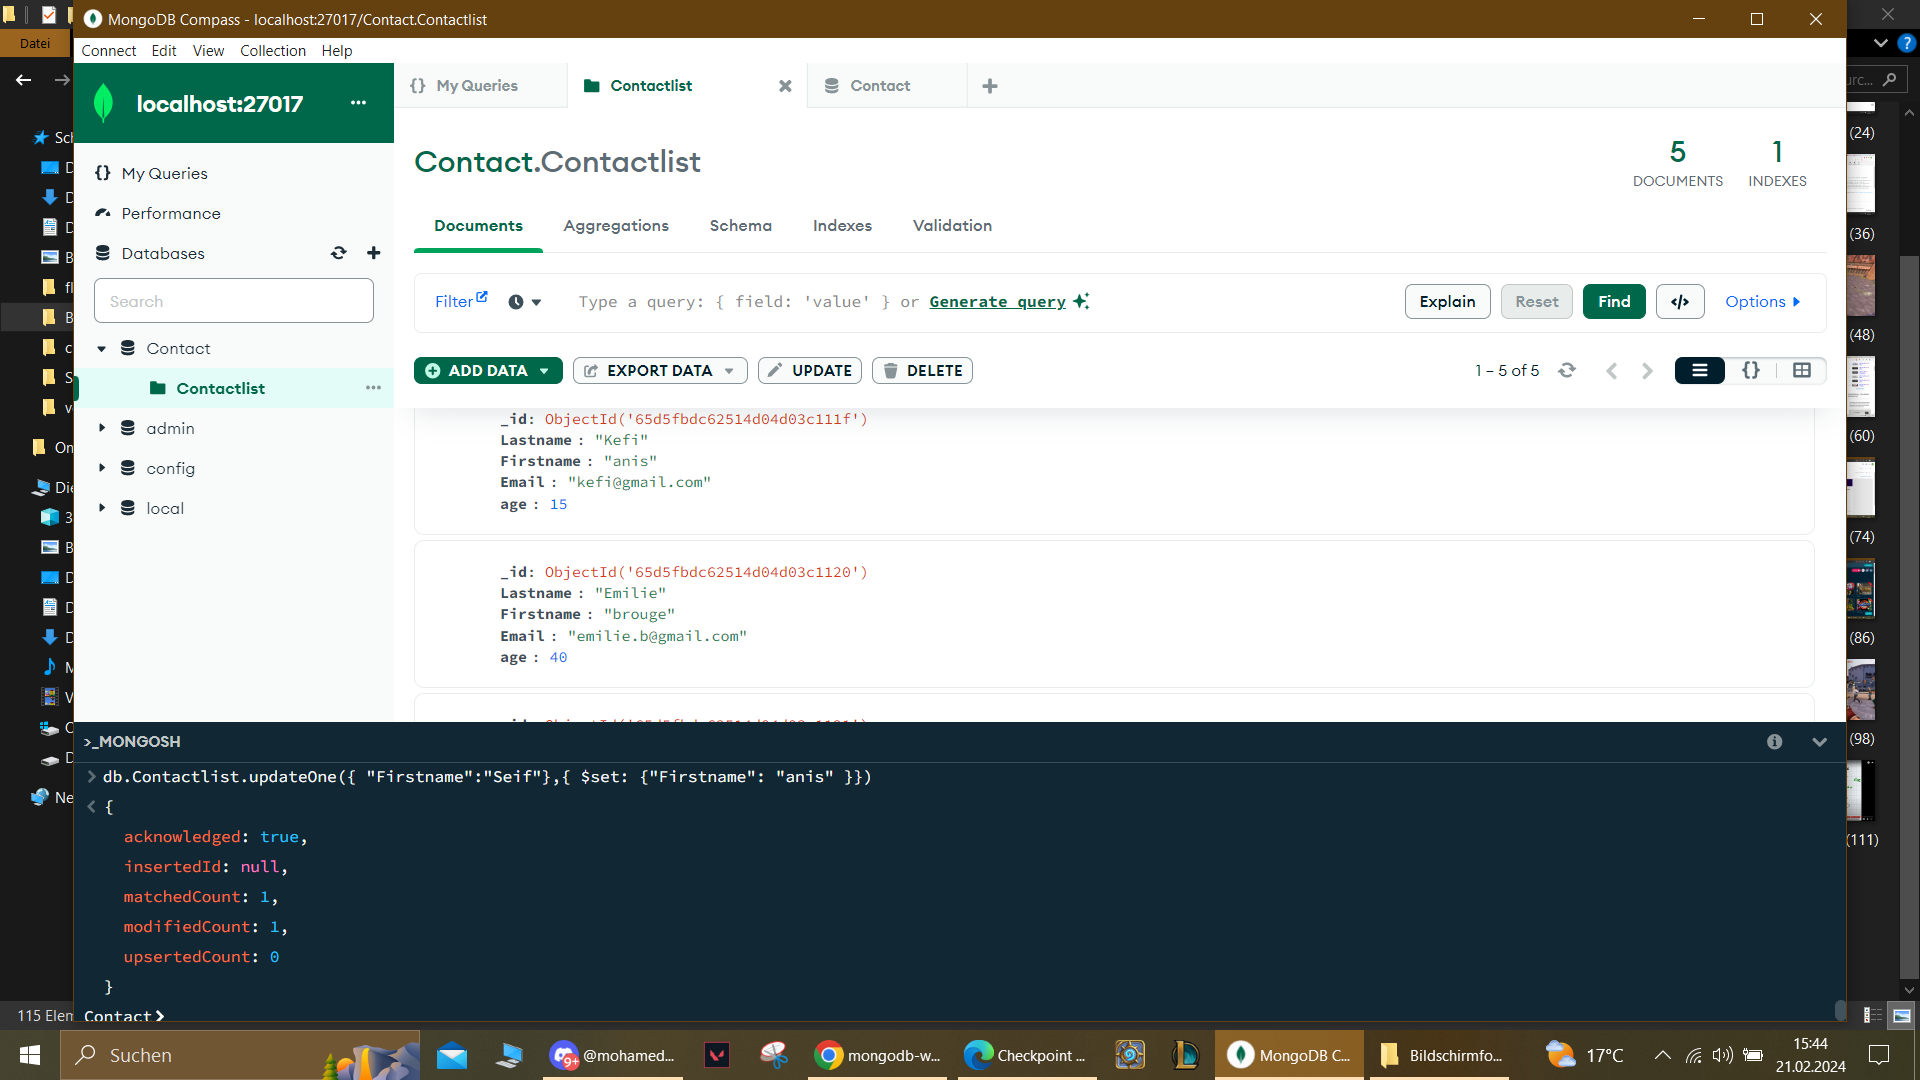 MongoDB Compass - localhost:27017/Contact.Contactlist
Datei
Connect Edit View Collection Help
localhost:27017
My Queries
Contactlist
Contact
My Queries
Performance
Databases
Search
Contact
Contactlist
admin
config
local
Contact.Contactlist
5
DOCUMENTS
1
INDEXES
Documents Aggregations Schema Indexes Validation
Filter
Type a query: { field: 'value' } or Generate query
Explain Reset Find </> Options
ADD DATA EXPORT DATA UPDATE DELETE
1 – 5 of 5
_id: ObjectId('65d5fbdc62514d04d03c111f')
Lastname : "Kefi"
Firstname : "anis"
Email : "kefi@gmail.com"
age : 15
_id: ObjectId('65d5fbdc62514d04d03c1120')
Lastname : "Emilie"
Firstname : "brouge"
Email : "emilie.b@gmail.com"
age : 40
>_MONGOSH
> db.Contactlist.updateOne({ "Firstname":"Seif"},{ $set: {"Firstname": "anis" }})
< {
acknowledged: true,
insertedId: null,
matchedCount: 1,
modifiedCount: 1,
upsertedCount: 0
}
Contact>
(24)
(36)
(48)
(60)
(74)
(86)
(98)
(111)
115 Elem
Suchen
9+
@mohamed...
mongodb-w...
Checkpoint ...
MongoDB C...
Bildschirmfo...
17°C
15:44
21.02.2024